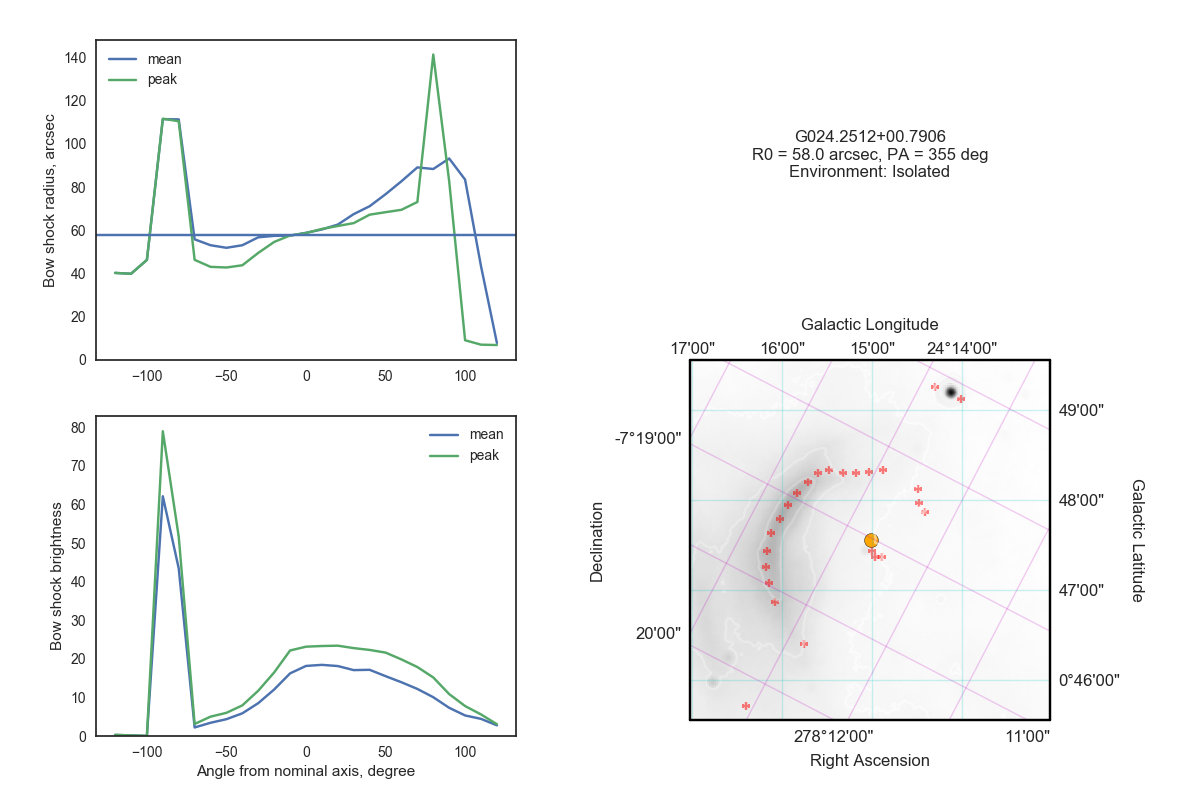 mean
peak
140
120
100
80
60
40
20
0
Bow shock radius, arcsec
−100
−50
0
50
100
G024.2512+00.7906
R0 = 58.0 arcsec, PA = 355 deg
Environment: Isolated
mean
peak
80
70
60
50
40
30
20
10
0
Bow shock brightness
−100
−50
0
50
100
Angle from nominal axis, degree
Galactic Longitude
17'00"
16'00"
15'00"
24°14'00"
49'00"
48'00"
47'00"
0°46'00"
Galactic Latitude
-7°19'00"
20'00"
Declination
278°12'00"
11'00"
Right Ascension